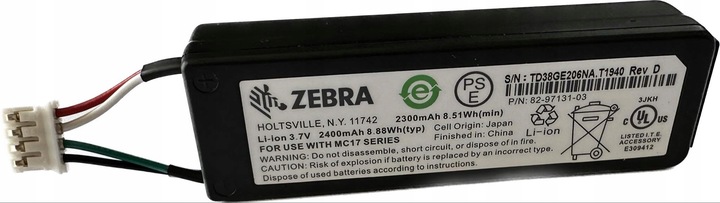 ZEBRA
HOLTSVILLE, N.Y. 11742
Li-ion 3.7V 2400mAh 8.88Wh(typ)
2300mAh 8.51Wh(min)
FOR USE WITH MC17 SERIES
Cell Origin: Japan
Finished in: China
Do not disassemble, short circuit, or dispose in fire.
CAUTION: Risk of explosion if battery is replaced by an incorrect type.
Dispose of used batteries according to instructions.
e
PS
E
S/N : TD38GE206NA.T1940 Rev D
P/N: 82-97131-03
Li-ion
3JKH
c UL US
LISTED I.T.E.
ACCESSORY
E309412